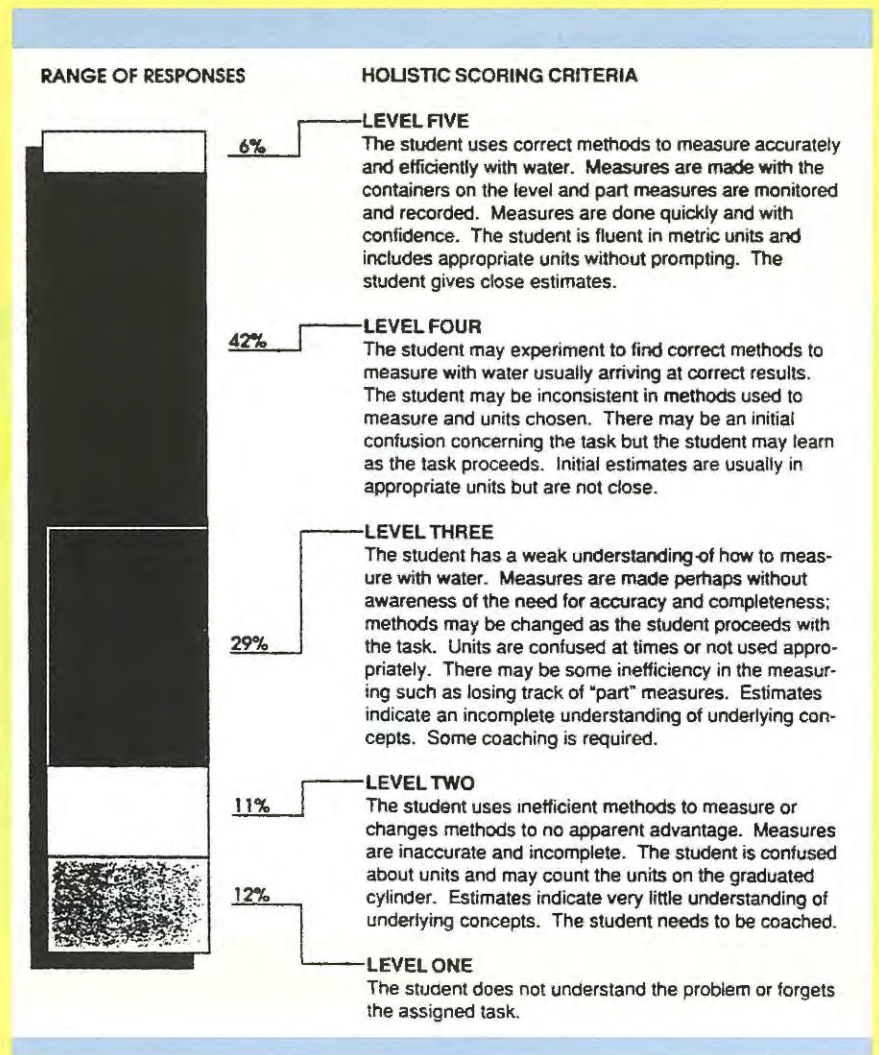 RANGE OF RESPONSES
HOLISTIC SCORING CRITERIA
6%
LEVEL FIVE
The student uses correct methods to measure accurately
and efficiently with water. Measures are made with the
containers on the level and part measures are monitored
and recorded. Measures are done quickly and with
confidence. The student is fluent in metric units and
includes appropriate units without prompting. The
student gives close estimates.
42%
LEVEL FOUR
The student may experiment to find correct methods to
measure with water usually arriving at correct results.
The student may be inconsistent in methods used to
measure and units chosen. There may be an initial
confusion concerning the task but the student may learn
as the task proceeds. Initial estimates are usually in
appropriate units but are not close.
29%
LEVEL THREE
The student has a weak understanding of how to meas-
ure with water. Measures are made perhaps without
awareness of the need for accuracy and completeness;
methods may be changed as the student proceeds with
the task. Units are confused at times or not used appro-
priately. There may be some inefficiency in the measur-
ing such as losing track of "part" measures. Estimates
indicate an incomplete understanding of underlying con-
cepts. Some coaching is required.
11%
LEVEL TWO
The student uses inefficient methods to measure or
changes methods to no apparent advantage. Measures
are inaccurate and incomplete. The student is confused
about units and may count the units on the graduated
cylinder. Estimates indicate very little understanding of
underlying concepts. The student needs to be coached.
12%
LEVEL ONE
The student does not understand the problem or forgets
the assigned task.